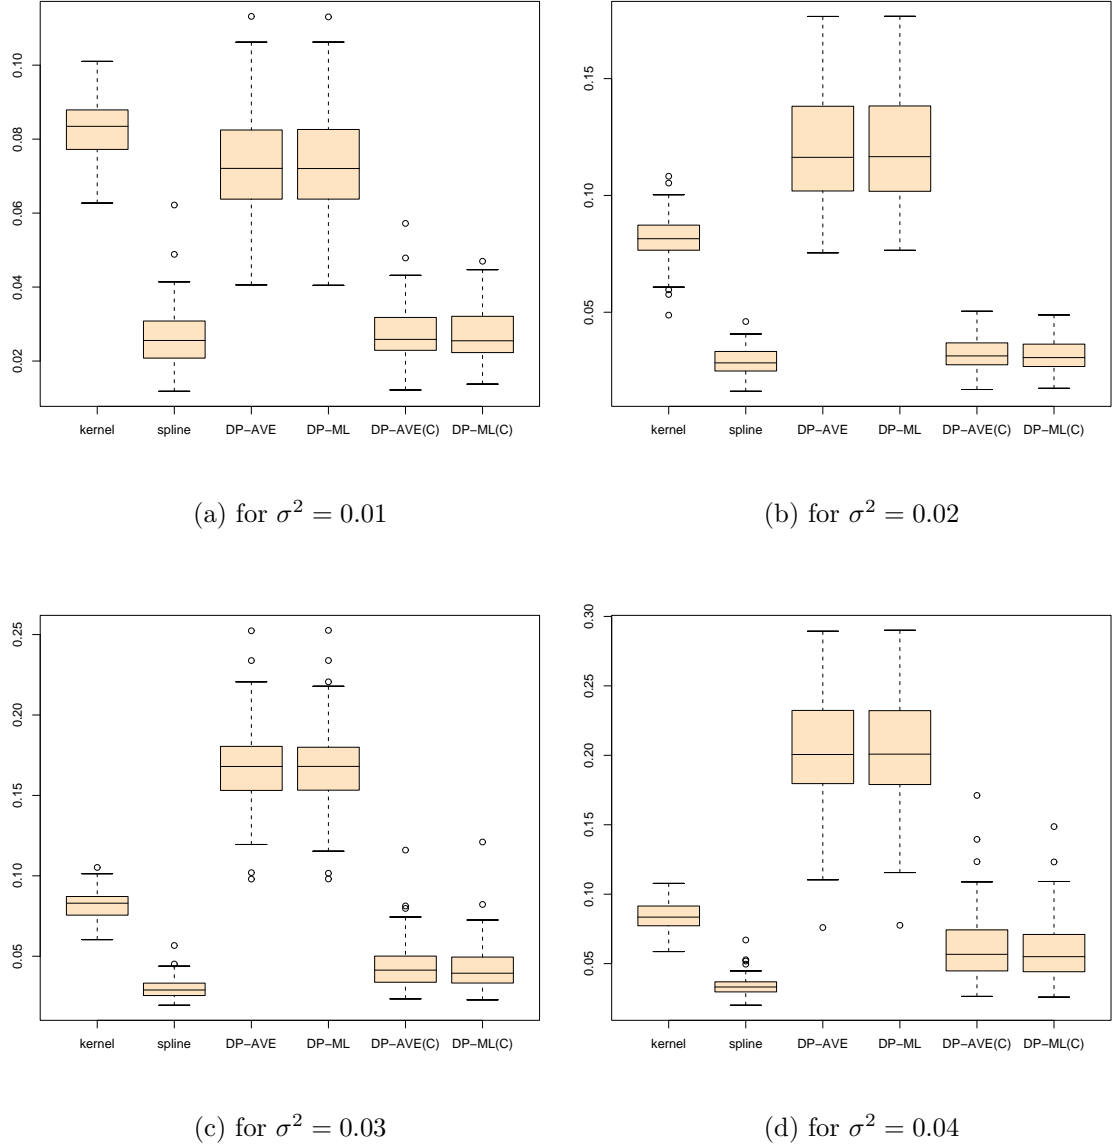 0.02 0.04 0.06 0.08 0.10
kernel spline DP−AVE DP−ML DP−AVE(C) DP−ML(C)
(a) for σ² = 0.01
0.05 0.10 0.15
kernel spline DP−AVE DP−ML DP−AVE(C) DP−ML(C)
(b) for σ² = 0.02
0.05 0.10 0.15 0.20 0.25
kernel spline DP−AVE DP−ML DP−AVE(C) DP−ML(C)
(c) for σ² = 0.03
0.05 0.10 0.15 0.20 0.25 0.30
kernel spline DP−AVE DP−ML DP−AVE(C) DP−ML(C)
(d) for σ² = 0.04